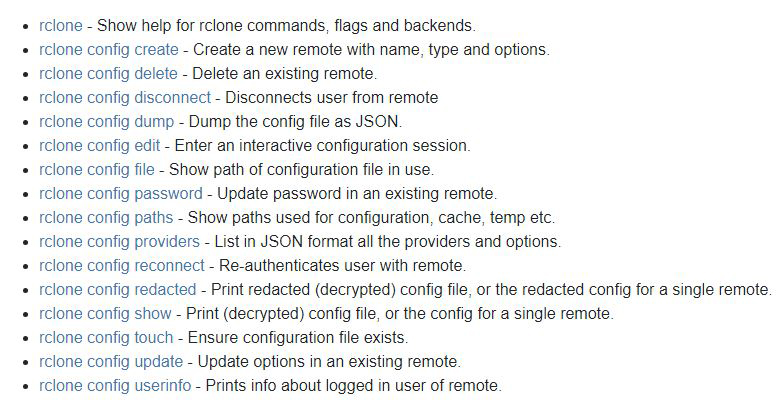 rclone - Show help for rclone commands, flags and backends.
rclone config create - Create a new remote with name, type and options.
rclone config delete - Delete an existing remote.
rclone config disconnect - Disconnects user from remote
rclone config dump - Dump the config file as JSON.
rclone config edit - Enter an interactive configuration session.
rclone config file - Show path of configuration file in use.
rclone config password - Update password in an existing remote.
rclone config paths - Show paths used for configuration, cache, temp etc.
rclone config providers - List in JSON format all the providers and options.
rclone config reconnect - Re-authenticates user with remote.
rclone config redacted - Print redacted (decrypted) config file, or the redacted config for a single remote.
rclone config show - Print (decrypted) config file, or the config for a single remote.
rclone config touch - Ensure configuration file exists.
rclone config update - Update options in an existing remote.
rclone config userinfo - Prints info about logged in user of remote.